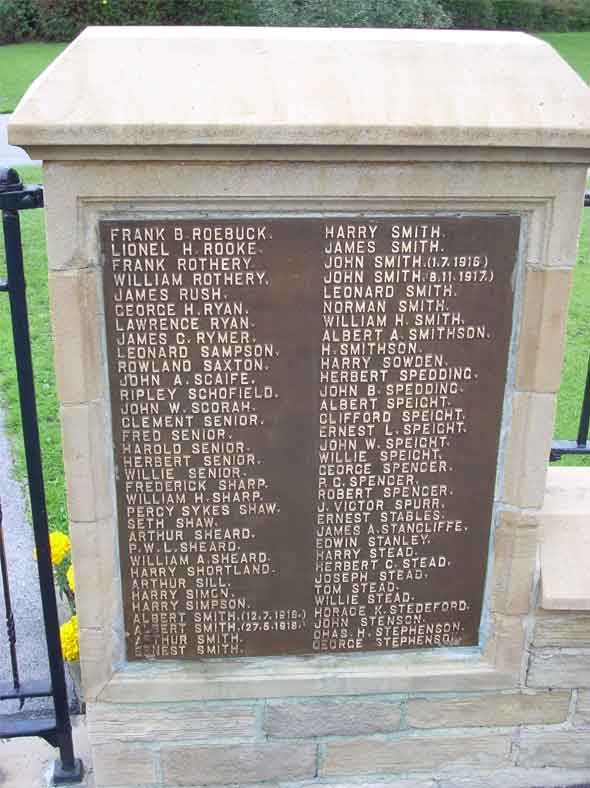 FRANK B. ROEBUCK.
LIONEL H. ROOKE.
FRANK ROTHERY.
WILLIAM ROTHERY.
JAMES RUSH.
GEORGE H. RYAN.
LAWRENCE RYAN.
JAMES C. RYMER.
LEONARD SAMPSON.
ROWLAND SAXTON.
JOHN A. SCAIFE.
RIPLEY SCHOFIELD.
JOHN W. SCORAH.
CLEMENT SENIOR.
FRED SENIOR.
HAROLD SENIOR.
HERBERT SENIOR.
WILLIE SENIOR.
FREDERICK SHARP.
WILLIAM H. SHARP.
PERCY SYKES SHAW.
SETH SHAW.
ARTHUR SHEARD.
P.W.L. SHEARD.
WILLIAM A. SHEARD.
HARRY SHORTLAND.
ARTHUR SILL.
HARRY SIMON.
HARRY SIMPSON.
ALBERT SMITH. (12.7.1916.)
ALBERT SMITH. (27.5.1918.)
ARTHUR SMITH.
ERNEST SMITH.
HARRY SMITH.
JAMES SMITH.
JOHN SMITH. (1.7.1916)
JOHN SMITH. (8.11.1917.)
LEONARD SMITH.
NORMAN SMITH.
WILLIAM H. SMITH.
ALBERT A. SMITHSON.
H. SMITHSON.
HARRY SOWDEN.
HERBERT SPEDDING.
JOHN B. SPEDDING.
ALBERT SPEIGHT.
CLIFFORD SPEIGHT.
ERNEST L. SPEIGHT.
JOHN W. SPEIGHT.
WILLIE SPEIGHT.
GEORGE SPENCER.
P. C. SPENCER.
ROBERT SPENCER.
J. VICTOR SPURR.
ERNEST STABLES.
JAMES A. STANCLIFFE.
EDWIN STANLEY.
HARRY STEAD.
HERBERT C. STEAD.
JOSEPH STEAD.
TOM STEAD.
WILLIE STEAD.
HORACE K. STEDEFORD.
JOHN STENSON.
CHAS. H. STEPHENSON.
GEORGE STEPHENSON.